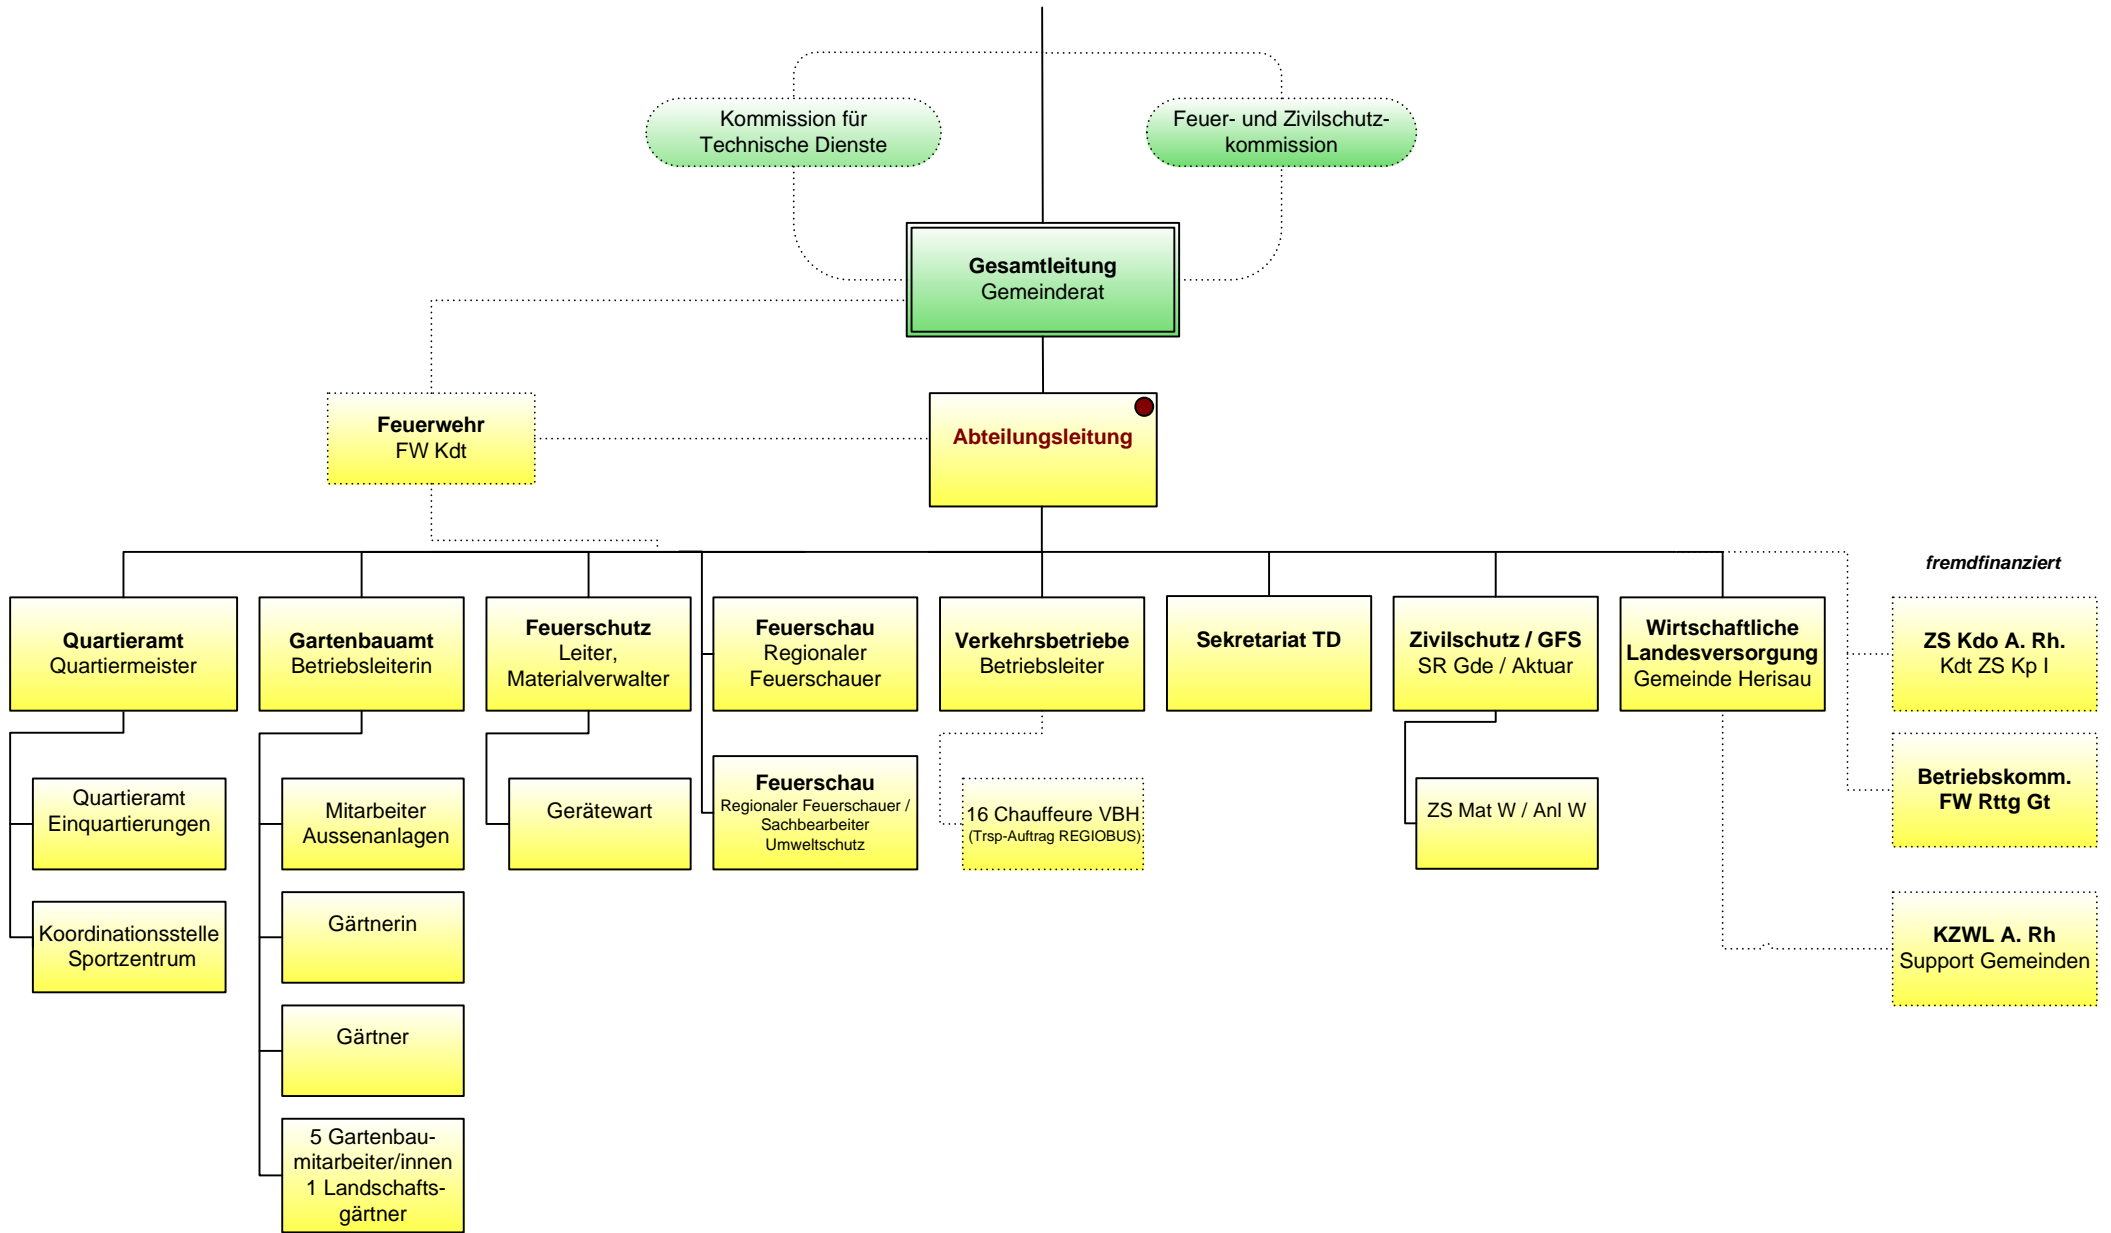 Kommission für
Technische Dienste
Feuer- und Zivilschutz-
kommission
Gesamtleitung
Gemeinderat
Feuerwehr
FW Kdt
Abteilungsleitung
fremdfinanziert
Quartieramt
Quartiermeister
Gartenbauamt
Betriebsleiterin
Feuerschutz
Leiter,
Materialverwalter
Feuerschau
Regionaler
Feuerschauer
Verkehrsbetriebe
Betriebsleiter
Sekretariat TD
Zivilschutz / GFS
SR Gde / Aktuar
Wirtschaftliche
Landesversorgung
Gemeinde Herisau
ZS Kdo A. Rh.
Kdt ZS Kp I
Quartieramt
Einquartierungen
Mitarbeiter
Aussenanlagen
Gerätewart
Feuerschau
Regionaler Feuerschauer /
Sachbearbeiter
Umweltschutz
16 Chauffeure VBH
(Trsp-Auftrag REGIOBUS)
ZS Mat W / Anl W
Betriebskomm.
FW Rttg Gt
Koordinationsstelle
Sportzentrum
Gärtnerin
KZWL A. Rh
Support Gemeinden
Gärtner
5 Gartenbau-
mitarbeiter/innen
1 Landschafts-
gärtner